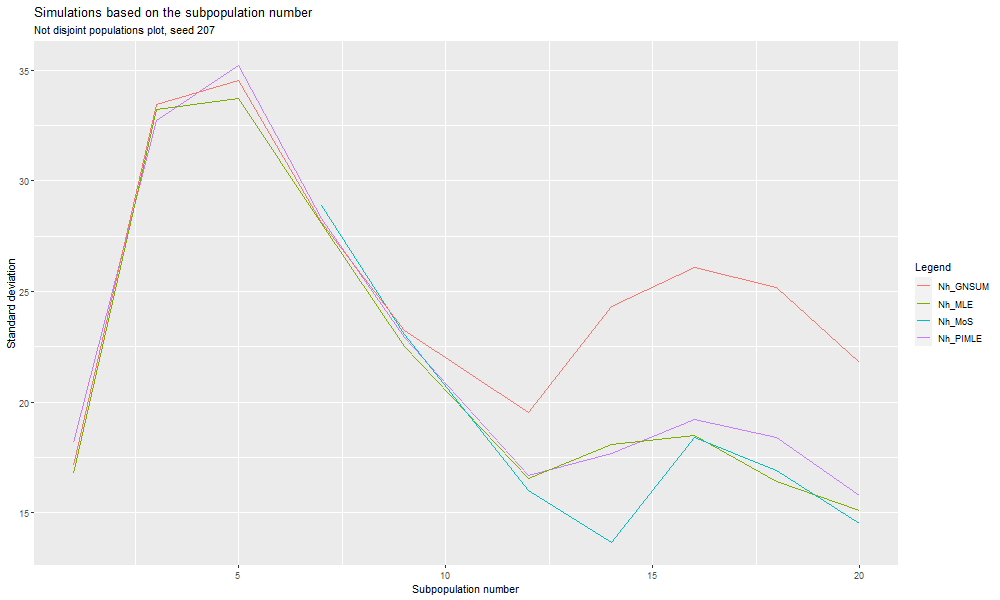 Simulations based on the subpopulation number
Not disjoint populations plot, seed 207
35
30
25
20
15
Standard deviation
5
10
15
20
Subpopulation number
Legend
Nh_GNSUM
Nh_MLE
Nh_MoS
Nh_PIMLE